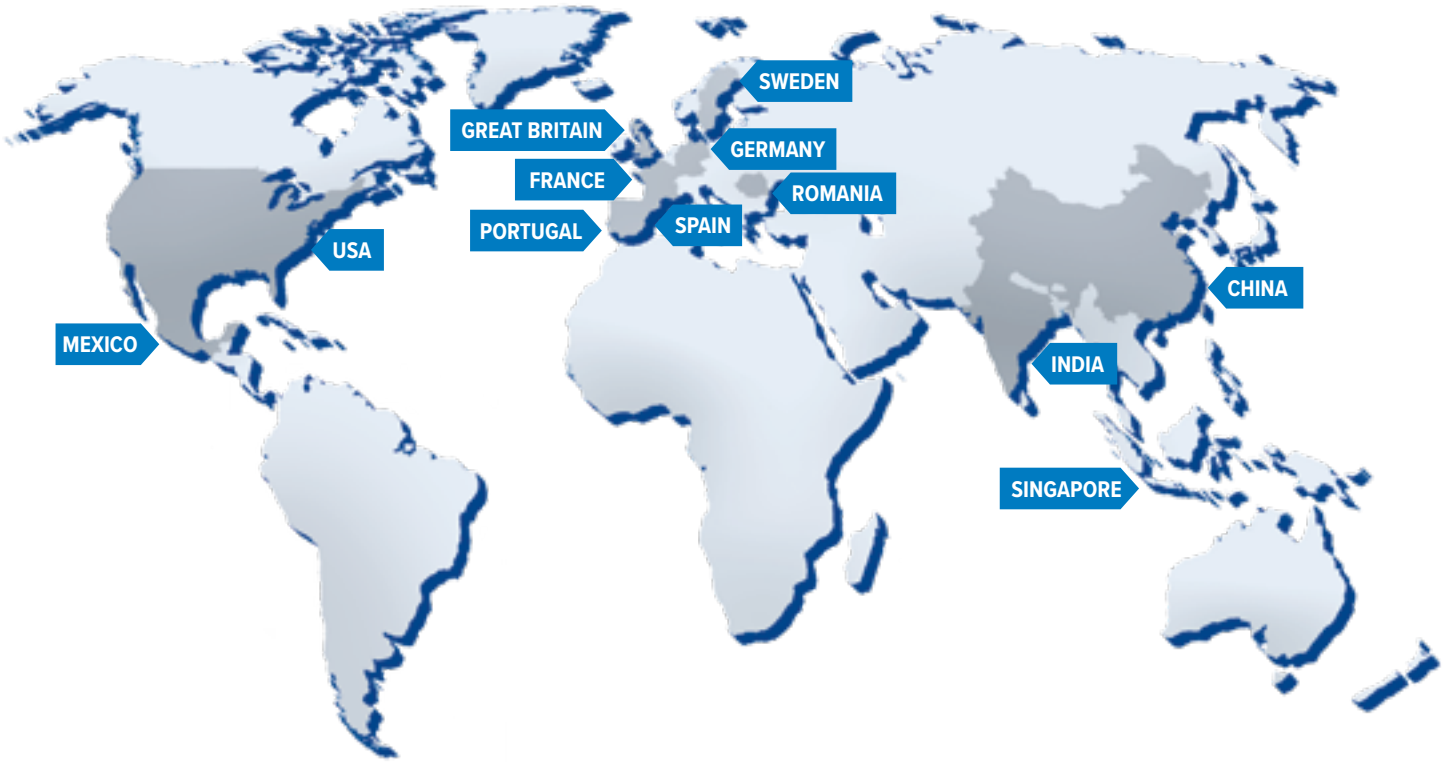 SWEDEN
GREAT BRITAIN
GERMANY
FRANCE
ROMANIA
PORTUGAL
SPAIN
USA
CHINA
MEXICO
INDIA
SINGAPORE